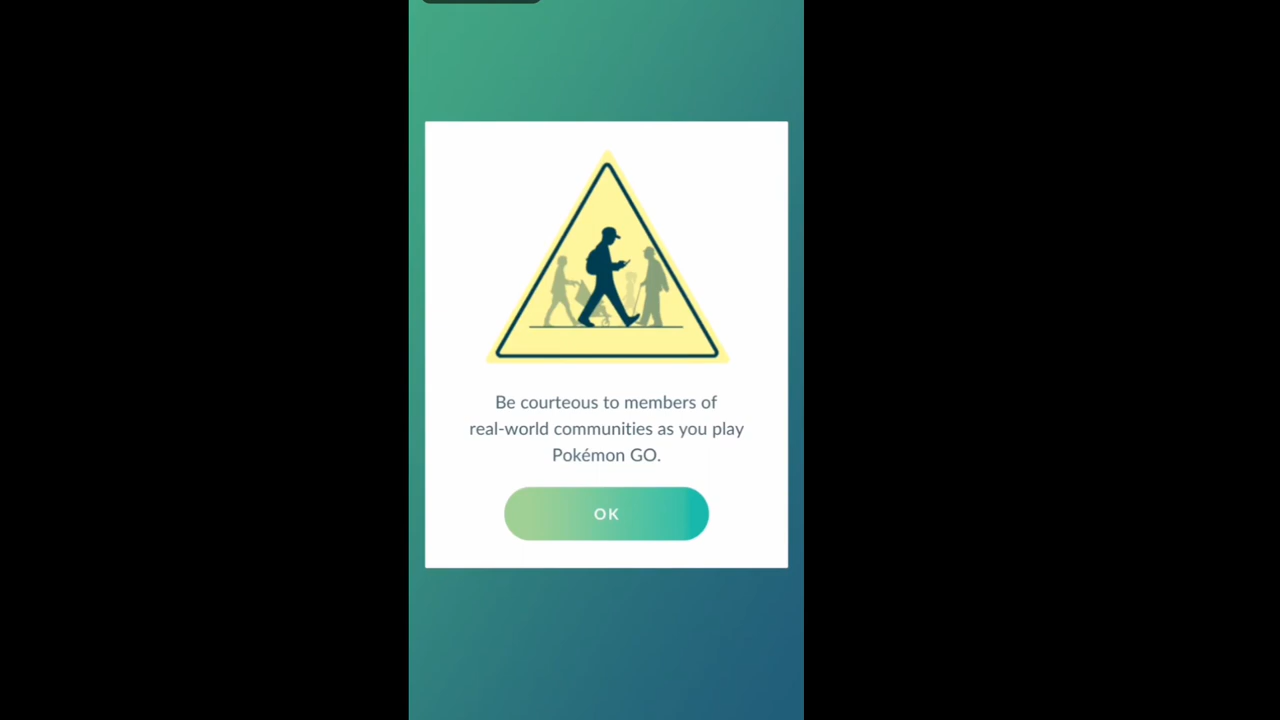 Be courteous to members of
real-world communities as you play
Pokémon GO.
OK